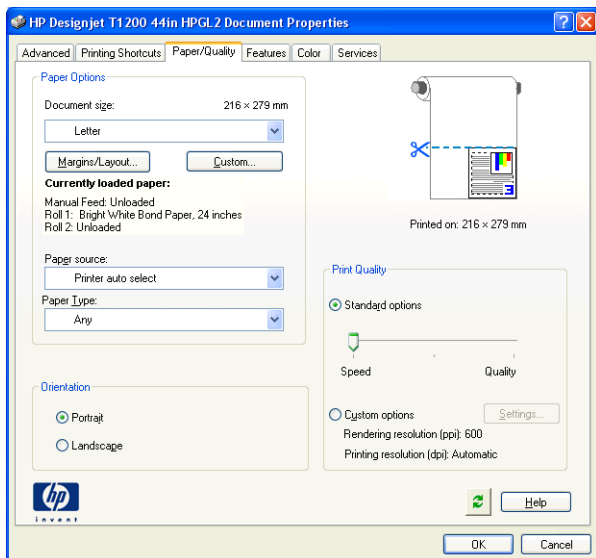 HP Designjet T1200 44in HPGL2 Document Properties
Advanced Printing Shortcuts Paper/Quality Features Color Services
Paper Options
Document size: 216 × 279 mm
Letter
Margins/Layout... Custom...
Currently loaded paper:
Manual Feed: Unloaded
Roll 1: Bright White Bond Paper, 24 inches
Roll 2: Unloaded
Paper source:
Printer auto select
Paper Type:
Any
Orientation
Portrait
Landscape
3
Printed on: 216 × 279 mm
Print Quality
Standard options
Speed Quality
Custom options Settings...
Rendering resolution (ppi): 600
Printing resolution (dpi): Automatic
hp
invent
Help
OK Cancel